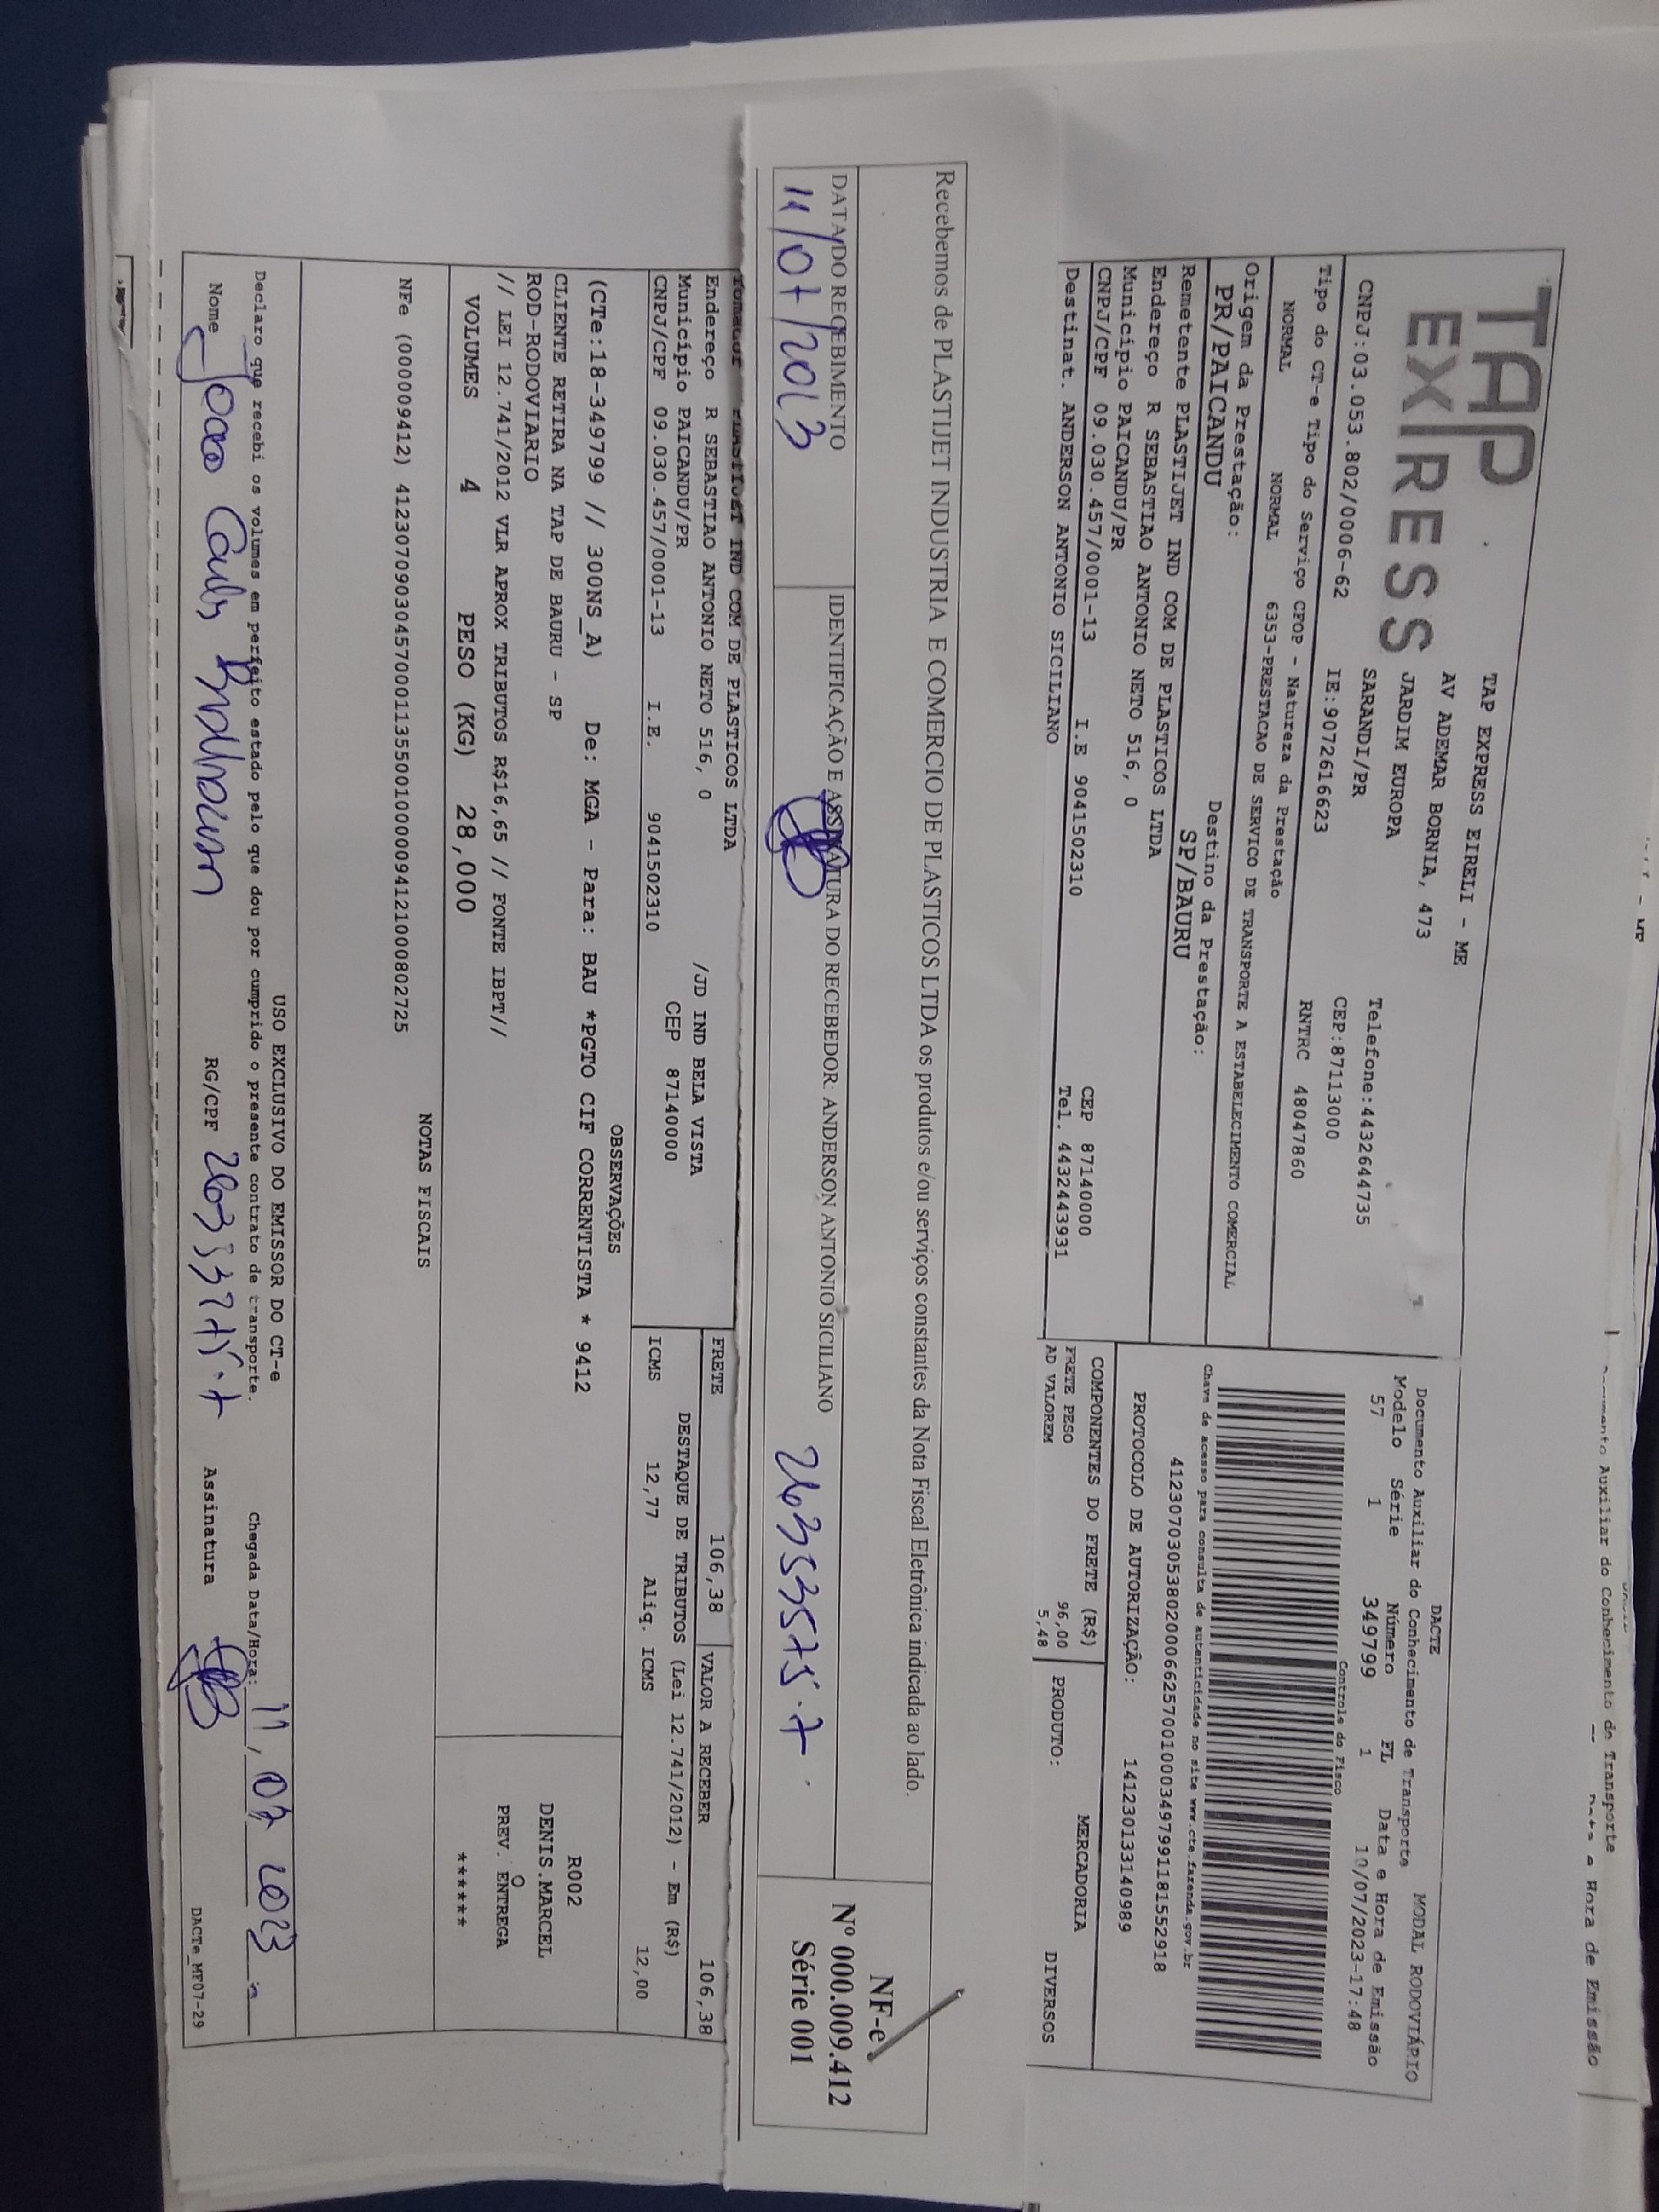 TAP
EXPRESS
TAP EXPRESS EIRELI - ME
AV ADEMAR BORNIA, 473
JARDIM EUROPA
SARANDI/PR
Telefone:4432644735
CNPJ:03.053.802/0006-62
IE:9072616623
CEP:87113000
RNTRC 48047860
Tipo do CT-e Tipo do Serviço CFOP - Natureza da Prestação
NORMAL NORMAL 6353-PRESTACAO DE SERVICO DE TRANSPORTE A ESTABELECIMENTO COMERCIAL
Origem da Prestação: Destino da Prestação:
PR/PAICANDU SP/BAURU
Remetente PLASTIJET IND COM DE PLASTICOS LTDA
Endereço R SEBASTIAO ANTONIO NETO 516, 0
Município PAICANDU/PR CEP 87140000
CNPJ/CPF 09.030.457/0001-13 I.E 9041502310 Tel. 4432443931
Destinat. ANDERSON ANTONIO SICILIANO
DACTE
Documento Auxiliar do Conhecimento de Transporte MODAL RODOVIÁRIO
Modelo Série Número FL Data e Hora de Emissão
57 1 349799 1 10/07/2023-17:48
Controle do Fisco
Chave de acesso para consulta de autenticidade no site www.cte.fazenda.gov.br
41230703053802000662570010003497991181552918
PROTOCOLO DE AUTORIZAÇÃO: 141230133140989
COMPONENTES DO FRETE (R$) MERCADORIA
FRETE PESO 96,00 PRODUTO: DIVERSOS
AD VALOREM 5,48
Recebemos de PLASTIJET INDUSTRIA E COMERCIO DE PLASTICOS LTDA os produtos e/ou serviços constantes da Nota Fiscal Eletrônica indicada ao lado.
DATA DO RECEBIMENTO IDENTIFICAÇÃO E ASSINATURA DO RECEBEDOR: ANDERSON ANTONIO SICILIANO
NF-e
Nº 000.009.412
Série 001
IND COM DE PLASTICOS LTDA
Endereço R SEBASTIAO ANTONIO NETO 516, 0 /JD IND BELA VISTA
Município PAICANDU/PR CEP 87140000
CNPJ/CPF 09.030.457/0001-13 I.E. 9041502310
FRETE 106,38 VALOR A RECEBER 106,38
DESTAQUE DE TRIBUTOS (Lei 12.741/2012) - Em (R$)
ICMS 12,77 Aliq. ICMS 12,00
OBSERVAÇÕES
(CTe:18-349799 // 300NS_A) De: MGA - Para: BAU *PGTO CIF CORRENTISTA * 9412
CLIENTE RETIRA NA TAP DE BAURU - SP
ROD-RODOVIARIO
// LEI 12.741/2012 VLR APROX TRIBUTOS R$16,65 // FONTE IBPT//
VOLUMES 4 PESO (KG) 28,000
R002
DENIS.MARCEL
O
PREV. ENTREGA
******
NOTAS FISCAIS
NFe (000009412) 41230709030457000113550010000094121000802725
USO EXCLUSIVO DO EMISSOR DO CT-e
Declaro que recebi os volumes em perfeito estado pelo que dou por cumprido o presente contrato de transporte.
Chegada Data/Hora: 11, 07 2023
Nome RG/CPF Assinatura
DACTe_MF07-29